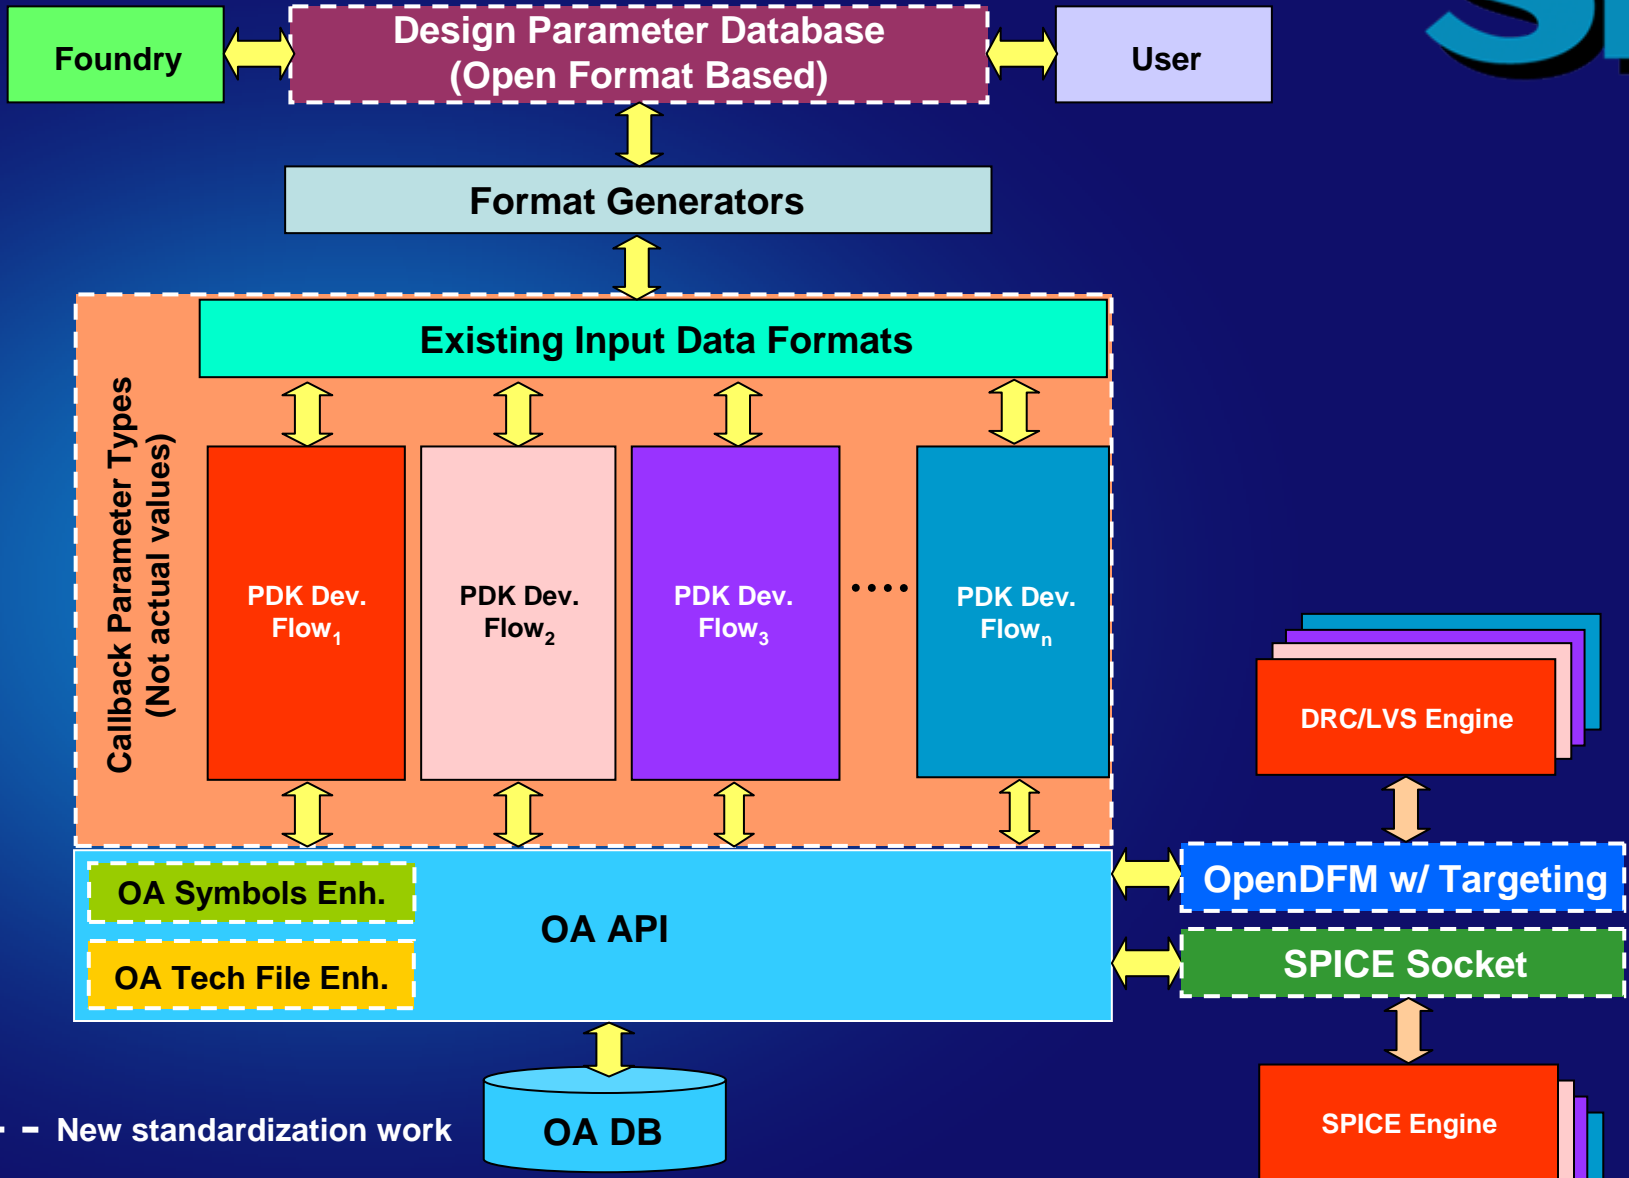 Foundry
Design Parameter Database
(Open Format Based)
User
Format Generators
Existing Input Data Formats
Callback Parameter Types
(Not actual values)
PDK Dev.
Flow1
PDK Dev.
Flow2
PDK Dev.
Flow3
....
PDK Dev.
Flown
DRC/LVS Engine
OA Symbols Enh.
OA API
OA Tech File Enh.
OpenDFM w/ Targeting
SPICE Socket
SPICE Engine
New standardization work
OA DB